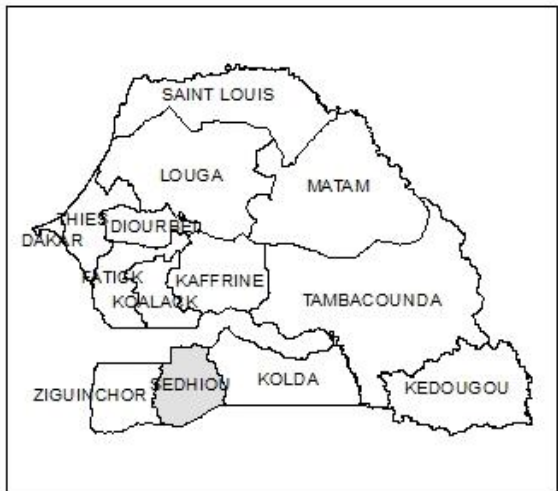 SAINT LOUIS
LOUGA
MATAM
THIES
DIOURBEL
DAKAR
FATICK
KAFFRINE
KOALACK
TAMBACOUNDA
SEDHIOU
KOLDA
KEDOUGOU
ZIGUINCHOR